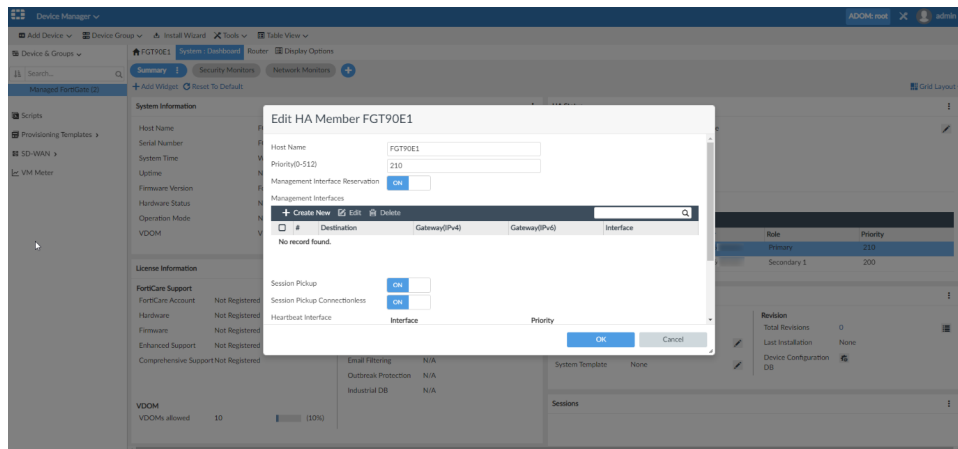 Device Manager
ADOM: root
admin
Add Device
Device Group
Install Wizard
Tools
Table View
Device & Groups
FGT90E1
System : Dashboard
Router
Display Options
Search...
Summary
Security Monitors
Network Monitors
Managed FortiGate (2)
Add Widget
Reset To Default
Grid Layout
Scripts
Provisioning Templates
SD-WAN
VM Meter
System Information
Host Name
Serial Number
System Time
Uptime
Firmware Version
Hardware Status
Operation Mode
VDOM
Edit HA Member FGT90E1
Host Name FGT90E1
Priority(0-512) 210
Management Interface Reservation ON
Management Interfaces
Create New Edit Delete
# Destination Gateway(IPv4) Gateway(IPv6) Interface
No record found.
Session Pickup ON
Session Pickup Connectionless ON
Heartbeat Interface
Interface Priority
OK Cancel
Role Priority
Primary 210
Secondary 1 200
License Information
FortiCare Support
FortiCare Account Not Registered
Hardware Not Registered
Firmware Not Registered
Enhanced Support Not Registered
Comprehensive Support Not Registered
Email Filtering N/A
Outbreak Protection N/A
Industrial DB N/A
VDOM
VDOMs allowed 10 (10%)
System Template None
Revision
Total Revisions 0
Last Installation None
Device Configuration
DB
Sessions